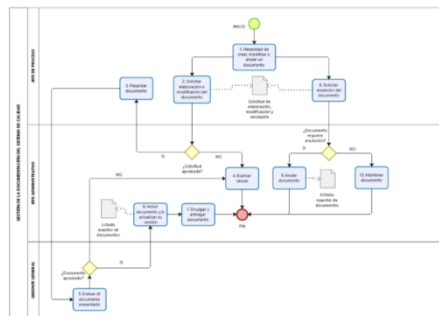 GESTIÓN DE LA DOCUMENTACIÓN DEL SISTEMA DE CALIDAD
JEFE DE PROCESO
INICIO
1. Necesidad de
crear, modificar o
anular un
documento
2. Solicitar
elaboración o
modificación del
documento
3. Presentar
documento
8. Solicitar
anulación del
documento
Solicitud de
elaboración,
modificación y
anulación
JEFE ADMINISTRATIVO
¿Solicitud
aprobada?
SI
NO
4. Explicar
causas
¿Documento
requiere
anulación?
SI
NO
9. Anular
documento
10. Mantener
documento
Listado
maestro de
documentos
NO
6. Incluir
documento y/o
actualizar su
versión
7. Divulgar y
entregar
documento
FIN
Listado
maestro de
documentos
GERENTE GENERAL
¿Documento
aprobado?
SI
5. Evaluar el
documento
presentado